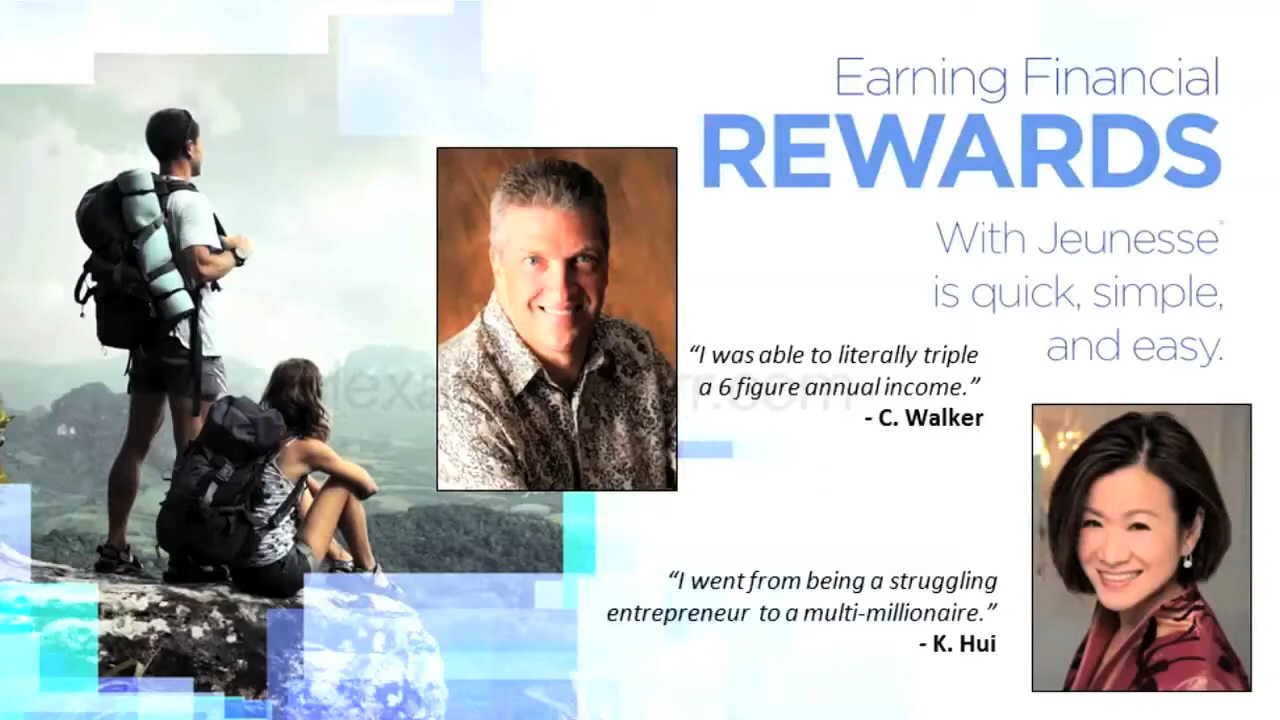 Earning Financial
REWARDS
With Jeunesse
is quick, simple,
and easy.
“I was able to literally triple
a 6 figure annual income.”
- C. Walker
“I went from being a struggling
entrepreneur to a multi-millionaire.”
- K. Hui